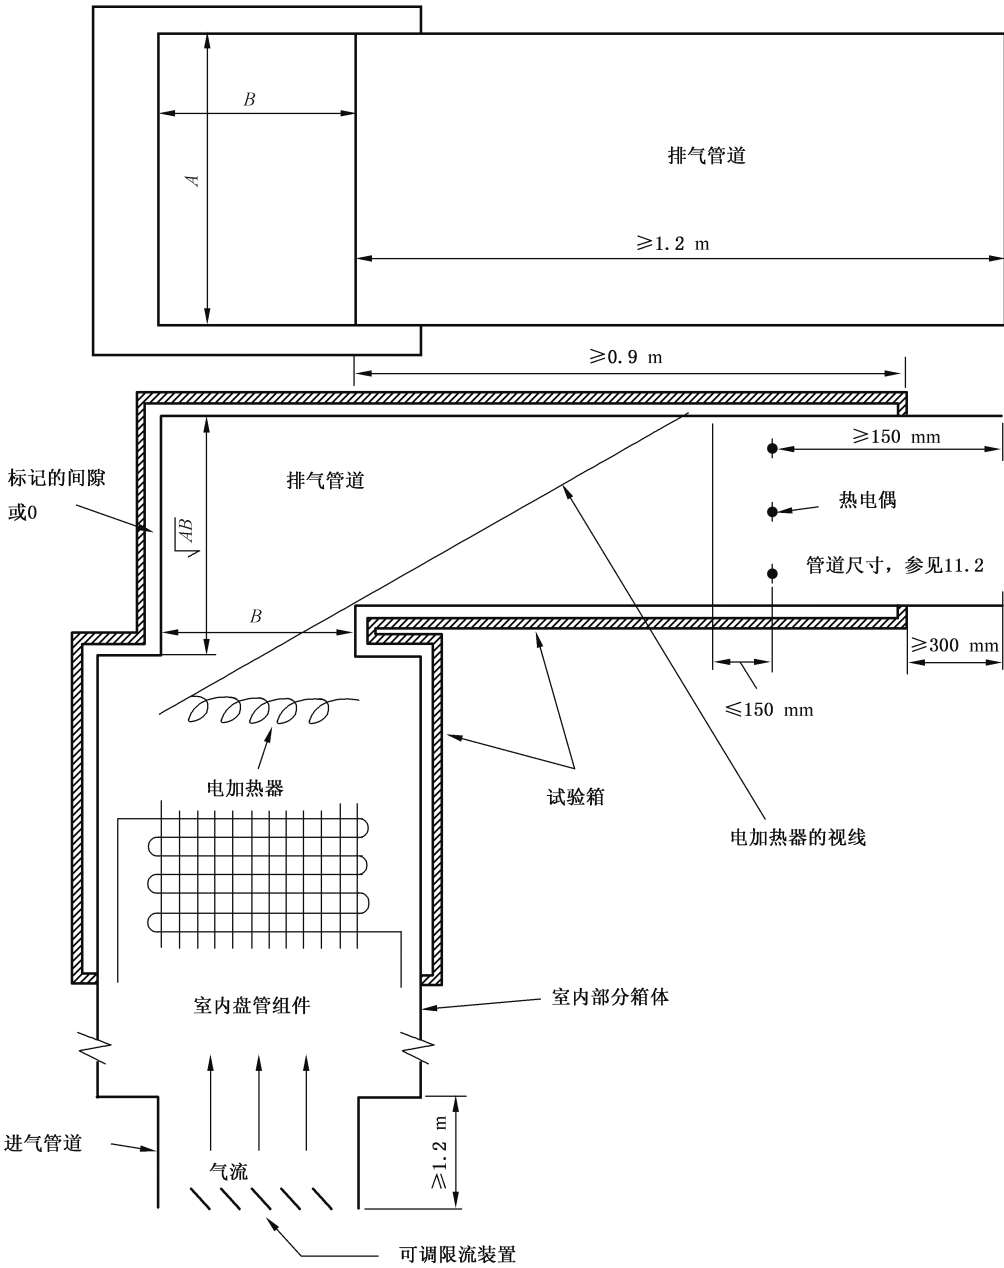 B
A
排气管道
≥1.2 m
≥0.9 m
≥150 mm
标记的间隙
或0
排气管道
√AB
热电偶
管道尺寸，参见11.2
B
≥300 mm
≤150 mm
电加热器
试验箱
电加热器的视线
室内盘管组件
室内部分箱体
进气管道
气流
≥1.2 m
可调限流装置